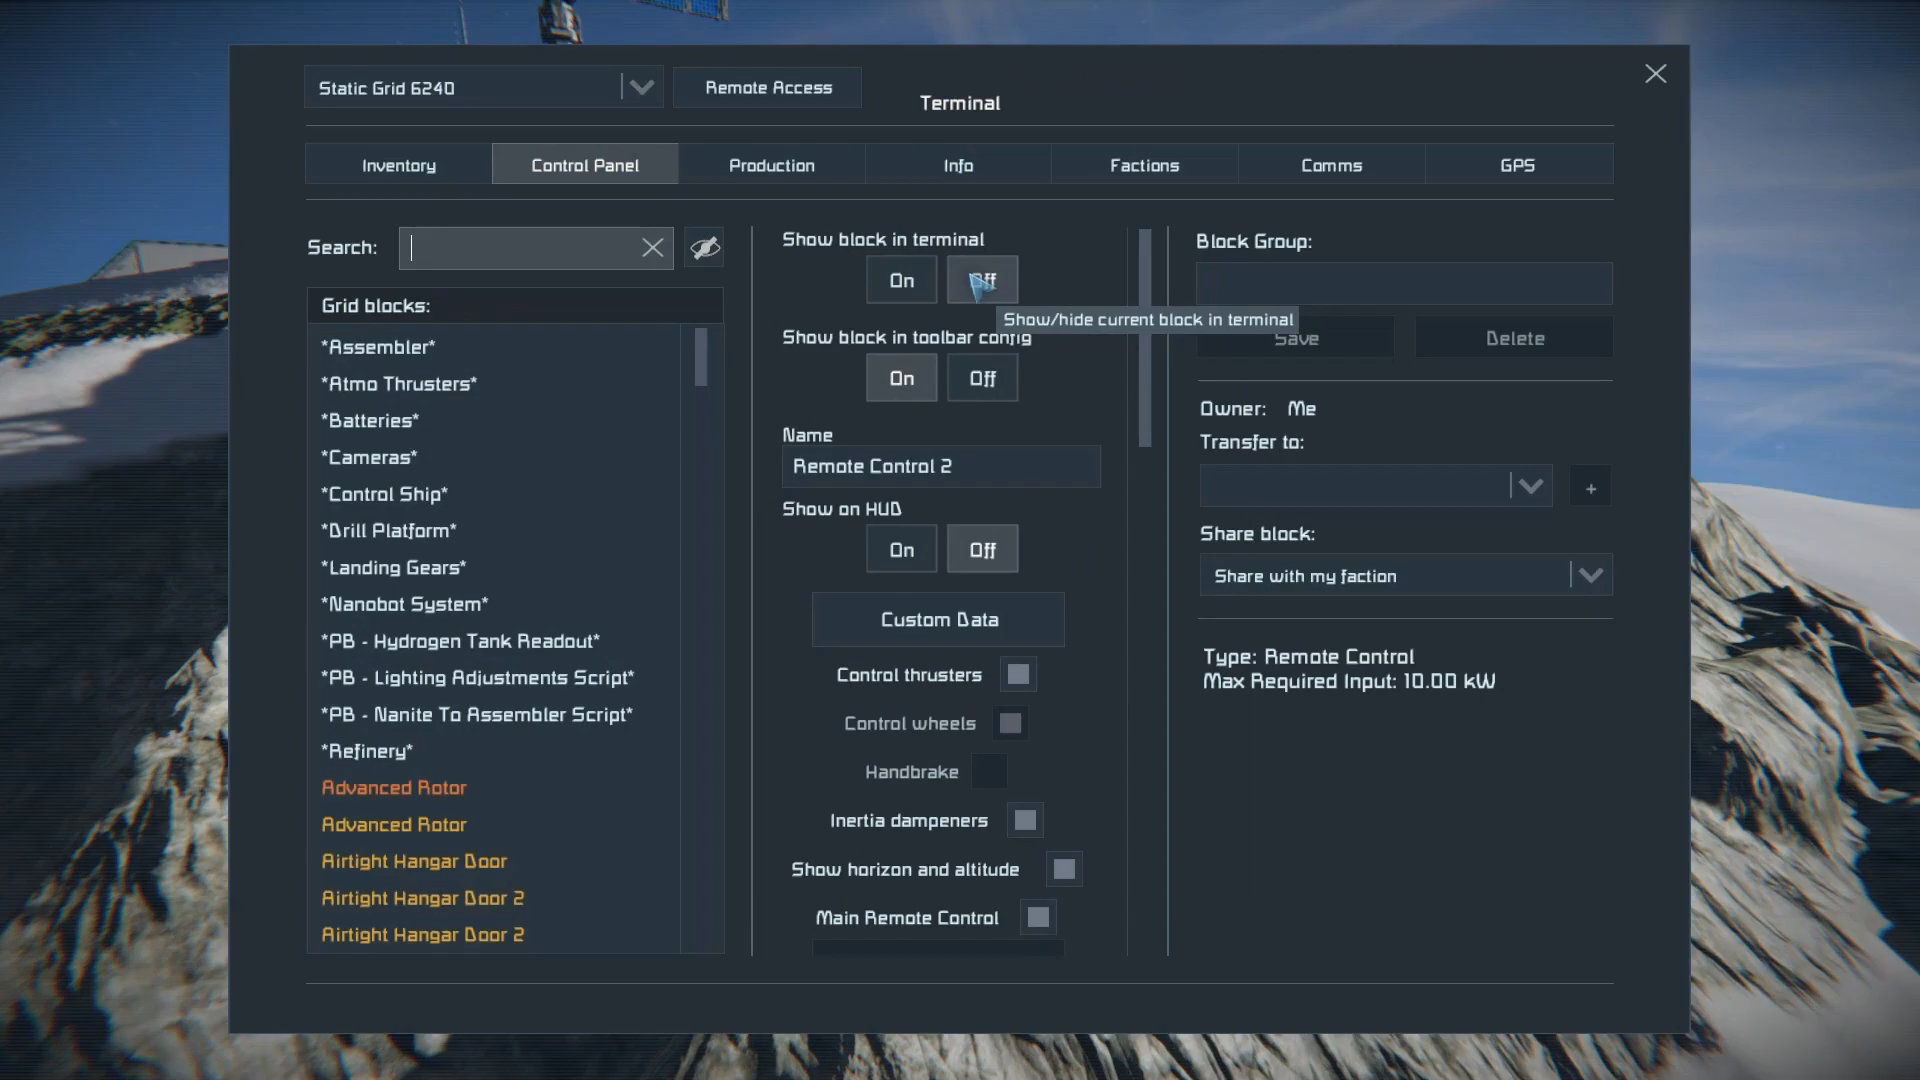 Static Grid 6240
Remote Access
Terminal
Inventory
Control Panel
Production
Info
Factions
Comms
GPS
Search:
Grid blocks:
*Assembler*
*Atmo Thrusters*
*Batteries*
*Cameras*
*Control Ship*
*Drill Platform*
*Landing Gears*
*Nanobot System*
*PB - Hydrogen Tank Readout*
*PB - Lighting Adjustments Script*
*PB - Nanite To Assembler Script*
*Refinery*
Advanced Rotor
Advanced Rotor
Airtight Hangar Door
Airtight Hangar Door 2
Airtight Hangar Door 2
Show block in terminal
On
Off
Show/hide current block in terminal
Show block in toolbar config
On
Off
Name
Remote Control 2
Show on HUD
On
Off
Custom Data
Control thrusters
Control wheels
Handbrake
Inertia dampeners
Show horizon and altitude
Main Remote Control
Block Group:
Save
Delete
Owner: Me
Transfer to:
+
Share block:
Share with my faction
Type: Remote Control
Max Required Input: 10.00 kW